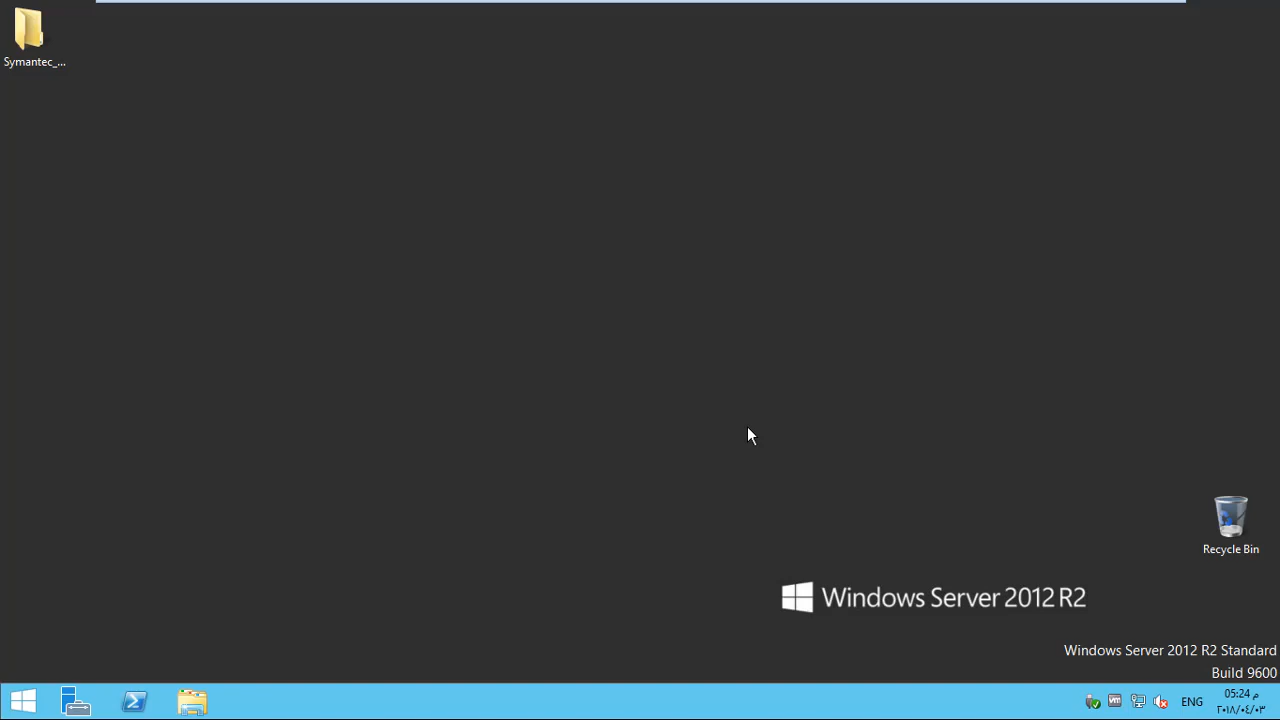 Symantec_...
Recycle Bin
Windows Server 2012 R2
Windows Server 2012 R2 Standard
Build 9600
ENG
05:24 م
٢٠١٨/٠٤/٠٣